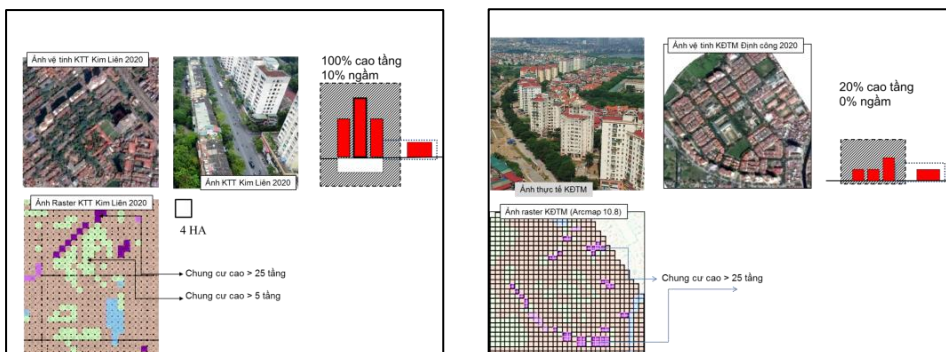 Ảnh vệ tinh KTT Kim Liên 2020
100% cao tầng
10% ngầm
Ảnh KTT Kim Liên 2020
Ảnh Raster KTT Kim Liên 2020
4 HA
Chung cư cao > 25 tầng
Chung cư cao > 5 tầng
Ảnh vệ tinh KĐTM Định công 2020
20% cao tầng
0% ngầm
Ảnh thực tế KĐTM
Ảnh raster KĐTM (Arcmap 10.8)
Chung cư cao > 25 tầng